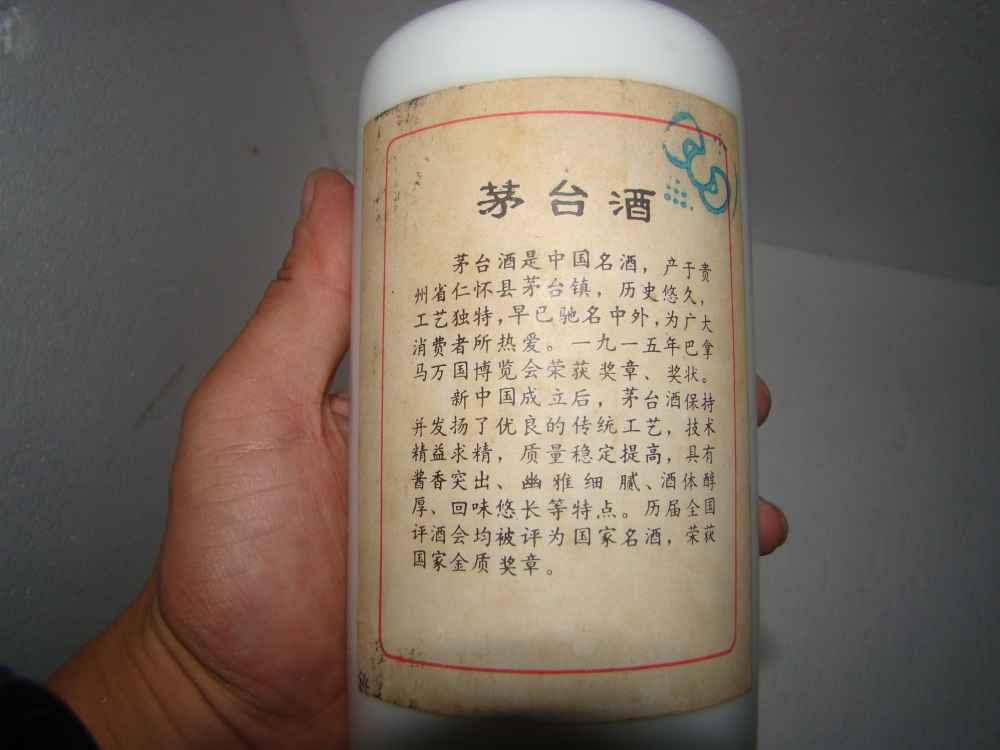 茅台酒
茅台酒是中国名酒，产于贵
州省仁怀县茅台镇，历史悠久，
工艺独特，早已驰名中外，为广大
消费者所热爱。一九一五年巴拿
马万国博览会荣获奖章、奖状。
新中国成立后，茅台酒保持
并发扬了优良的传统工艺，技术
精益求精，质量稳定提高，具有
酱香突出、幽雅细腻、酒体醇
厚、回味悠长等特点。历届全国
评酒会均被评为国家名酒，荣获
国家金质奖章。